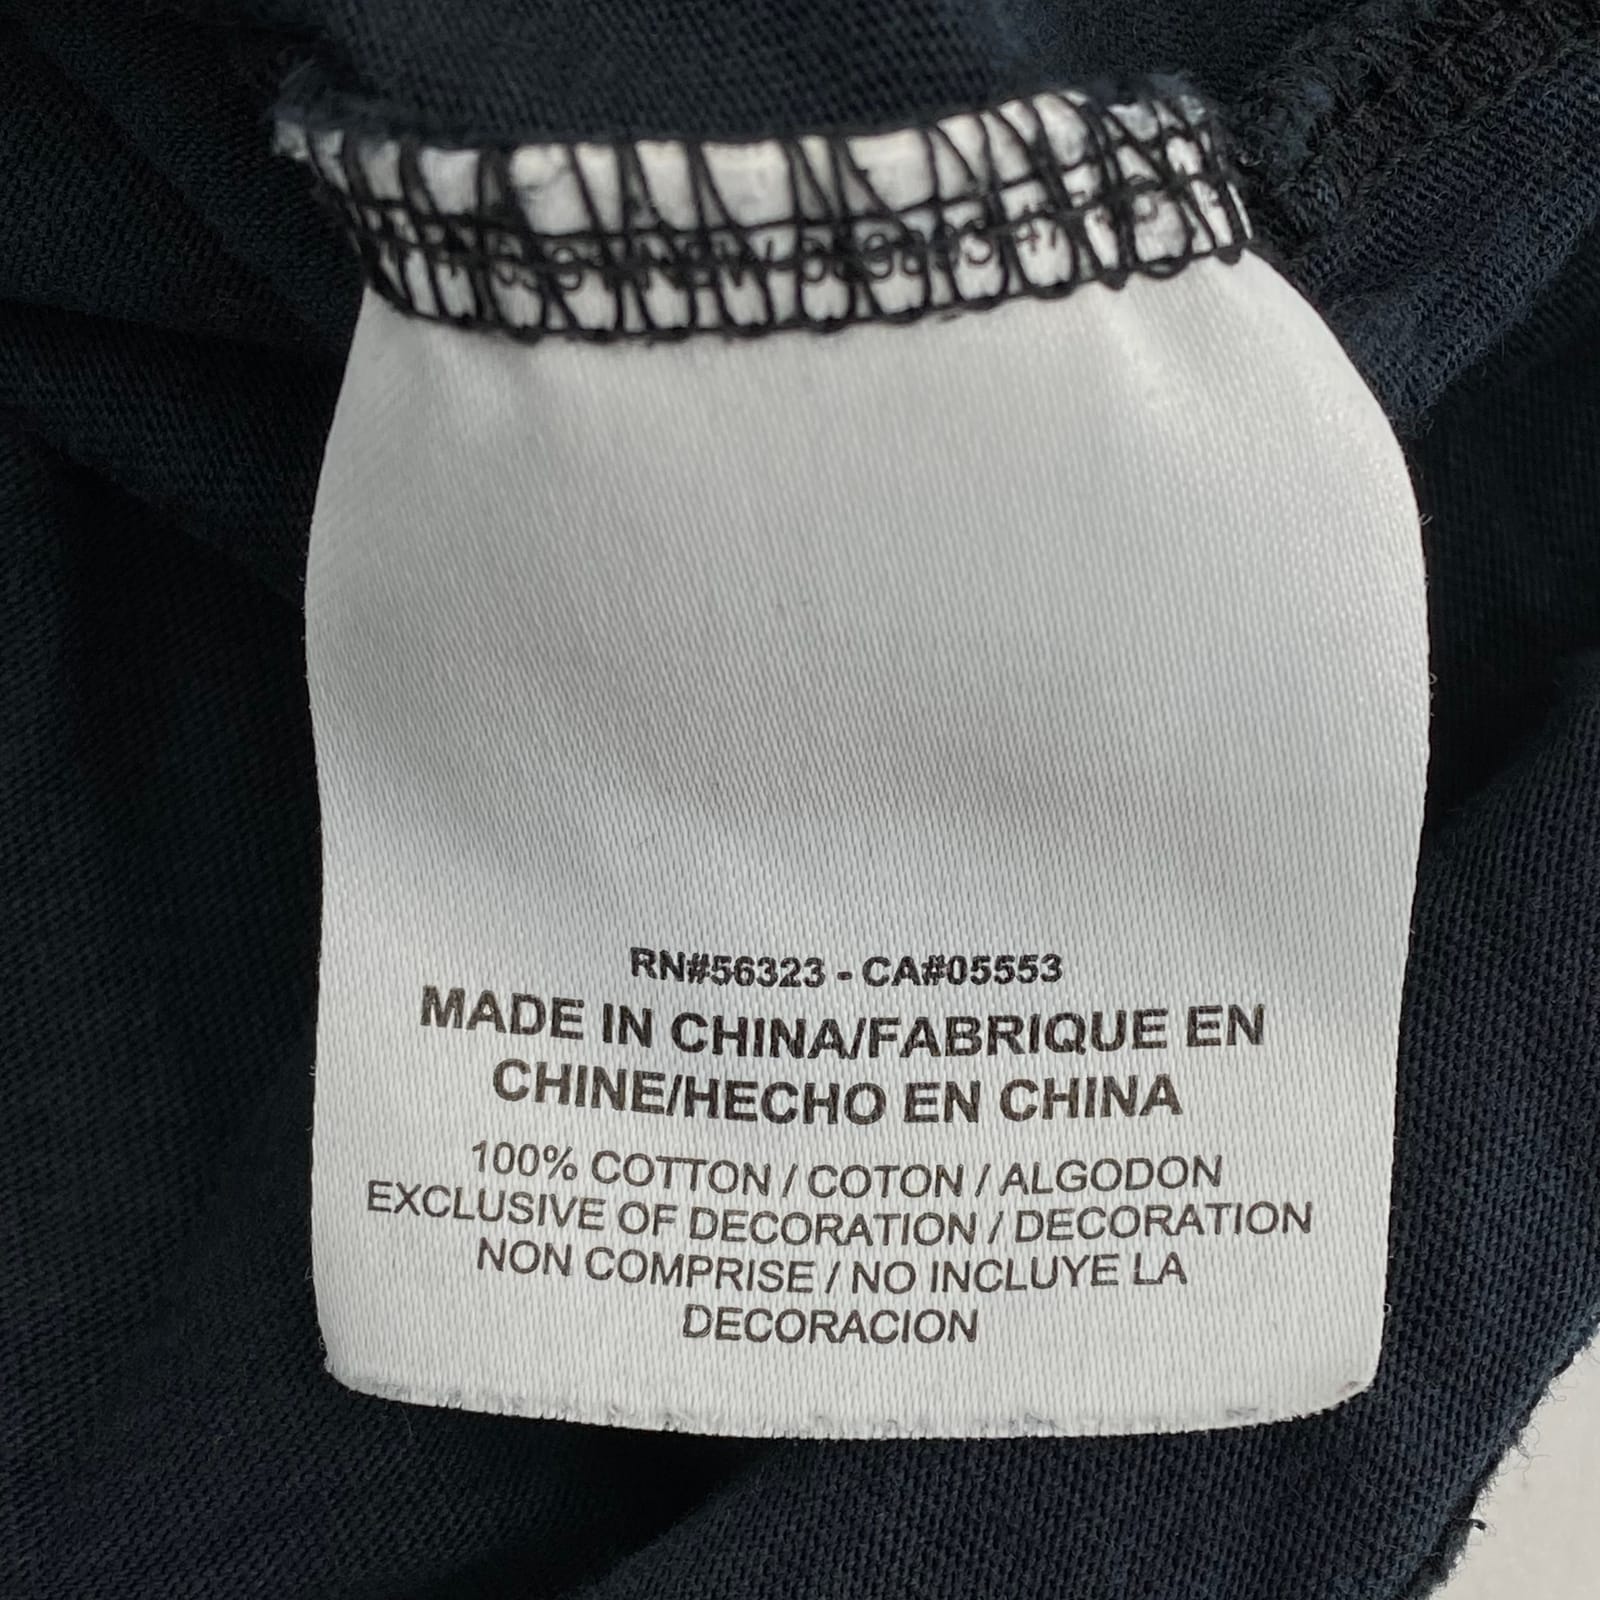 RN#56323 - CA#05553
MADE IN CHINA/FABRIQUE EN
CHINE/HECHO EN CHINA
100% COTTON / COTON / ALGODON
EXCLUSIVE OF DECORATION / DECORATION
NON COMPRISE / NO INCLUYE LA
DECORACION